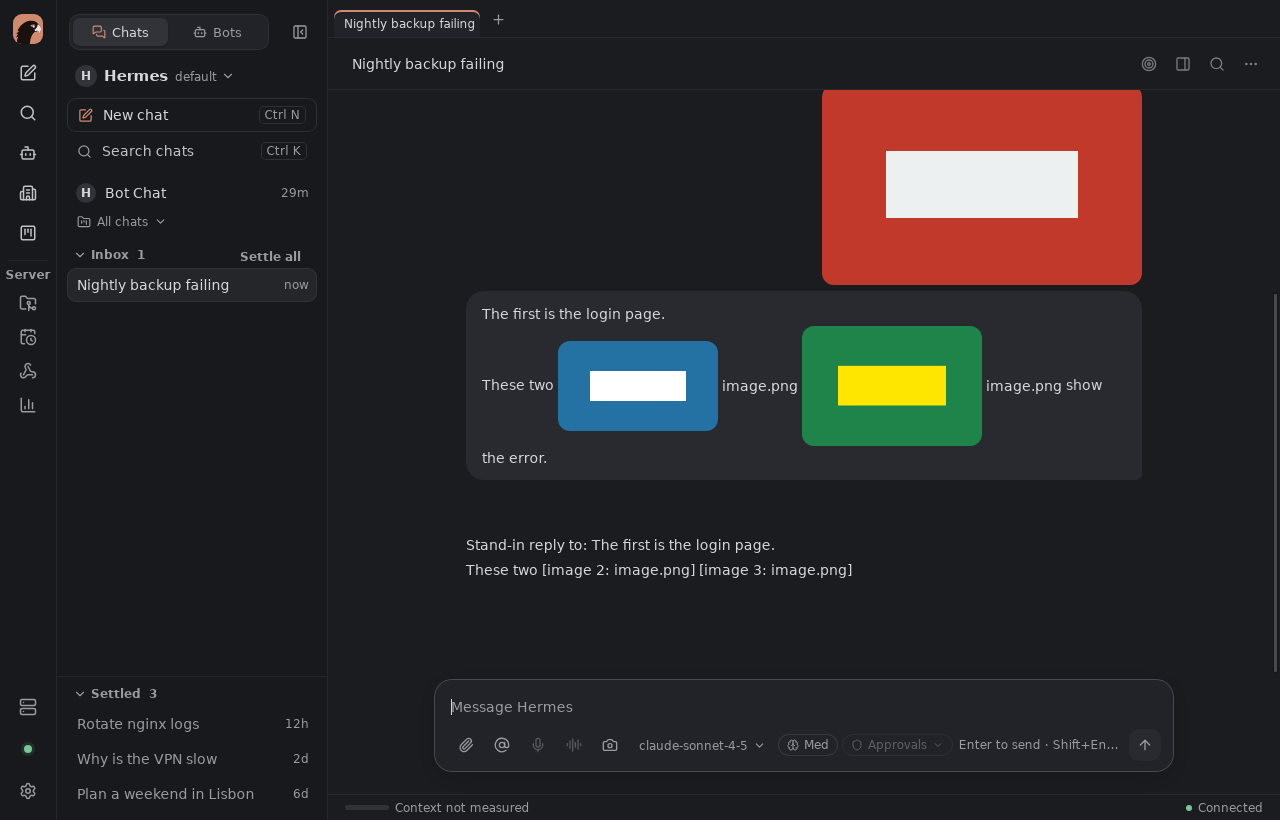 Chats
Bots
H Hermes default
New chat Ctrl N
Search chats Ctrl K
H Bot Chat 29m
All chats
Inbox 1 Settle all
Nightly backup failing now
Server
Settled 3
Rotate nginx logs 12h
Why is the VPN slow 2d
Plan a weekend in Lisbon 6d
Nightly backup failing
Nightly backup failing
The first is the login page.
These two image.png image.png show
the error.
Stand-in reply to: The first is the login page.
These two [image 2: image.png] [image 3: image.png]
Message Hermes
claude-sonnet-4-5 Med Approvals Enter to send · Shift+En…
Context not measured Connected